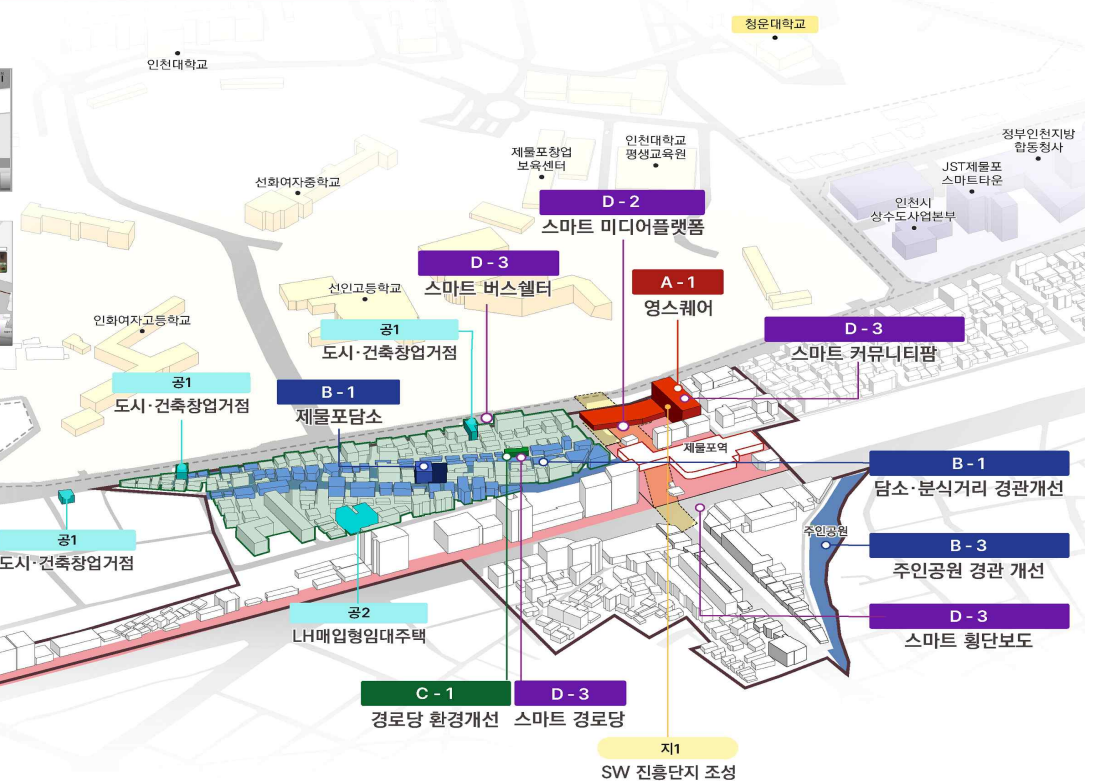 청운대학교
인천대학교
정부인천지방
합동청사
인천대학교
평생교육원
제물포창업
보육센터
JST제물포
스마트타운
선화여자중학교
인천시
상수도사업본부
D-2
스마트 미디어플랫폼
D-3
스마트 버스쉘터
A-1
영스퀘어
선인고등학교
인화여자고등학교
공1
도시·건축창업거점
D-3
스마트 커뮤니티팜
공1
도시·건축창업거점
B-1
제물포담소
제물포역
B-1
담소·분식거리 경관개선
공1
도시·건축창업거점
주인공원
B-3
주인공원 경관 개선
공2
LH매입형임대주택
D-3
스마트 횡단보도
C-1
경로당 환경개선
D-3
스마트 경로당
지1
SW 진흥단지 조성